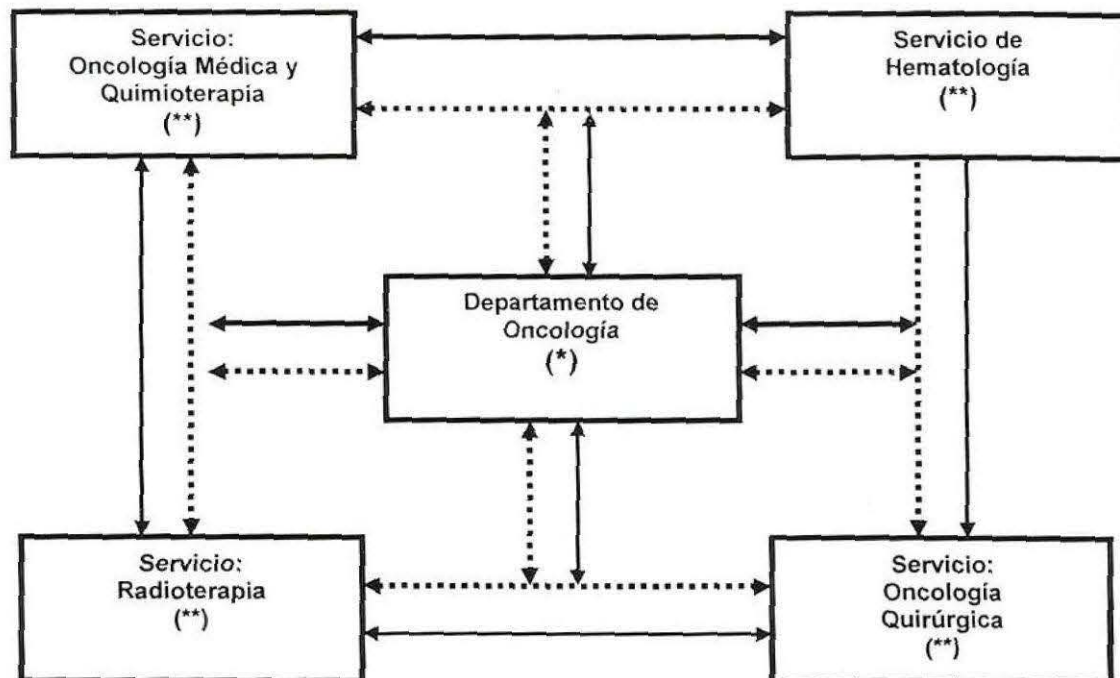 Servicio:
Oncología Médica y
Quimioterapia
(**)
Servicio de
Hematología
(**)
Departamento de
Oncología
(*)
Servicio:
Radioterapia
(**)
Servicio:
Oncología
Quirúrgica
(**)